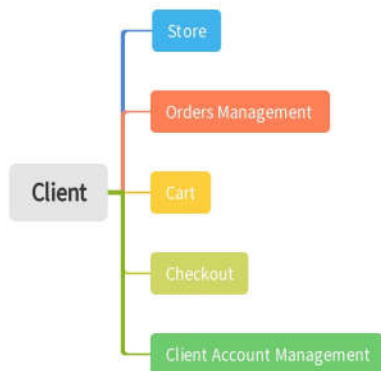 Store
Orders Management
Client
Cart
Checkout
Client Account Management